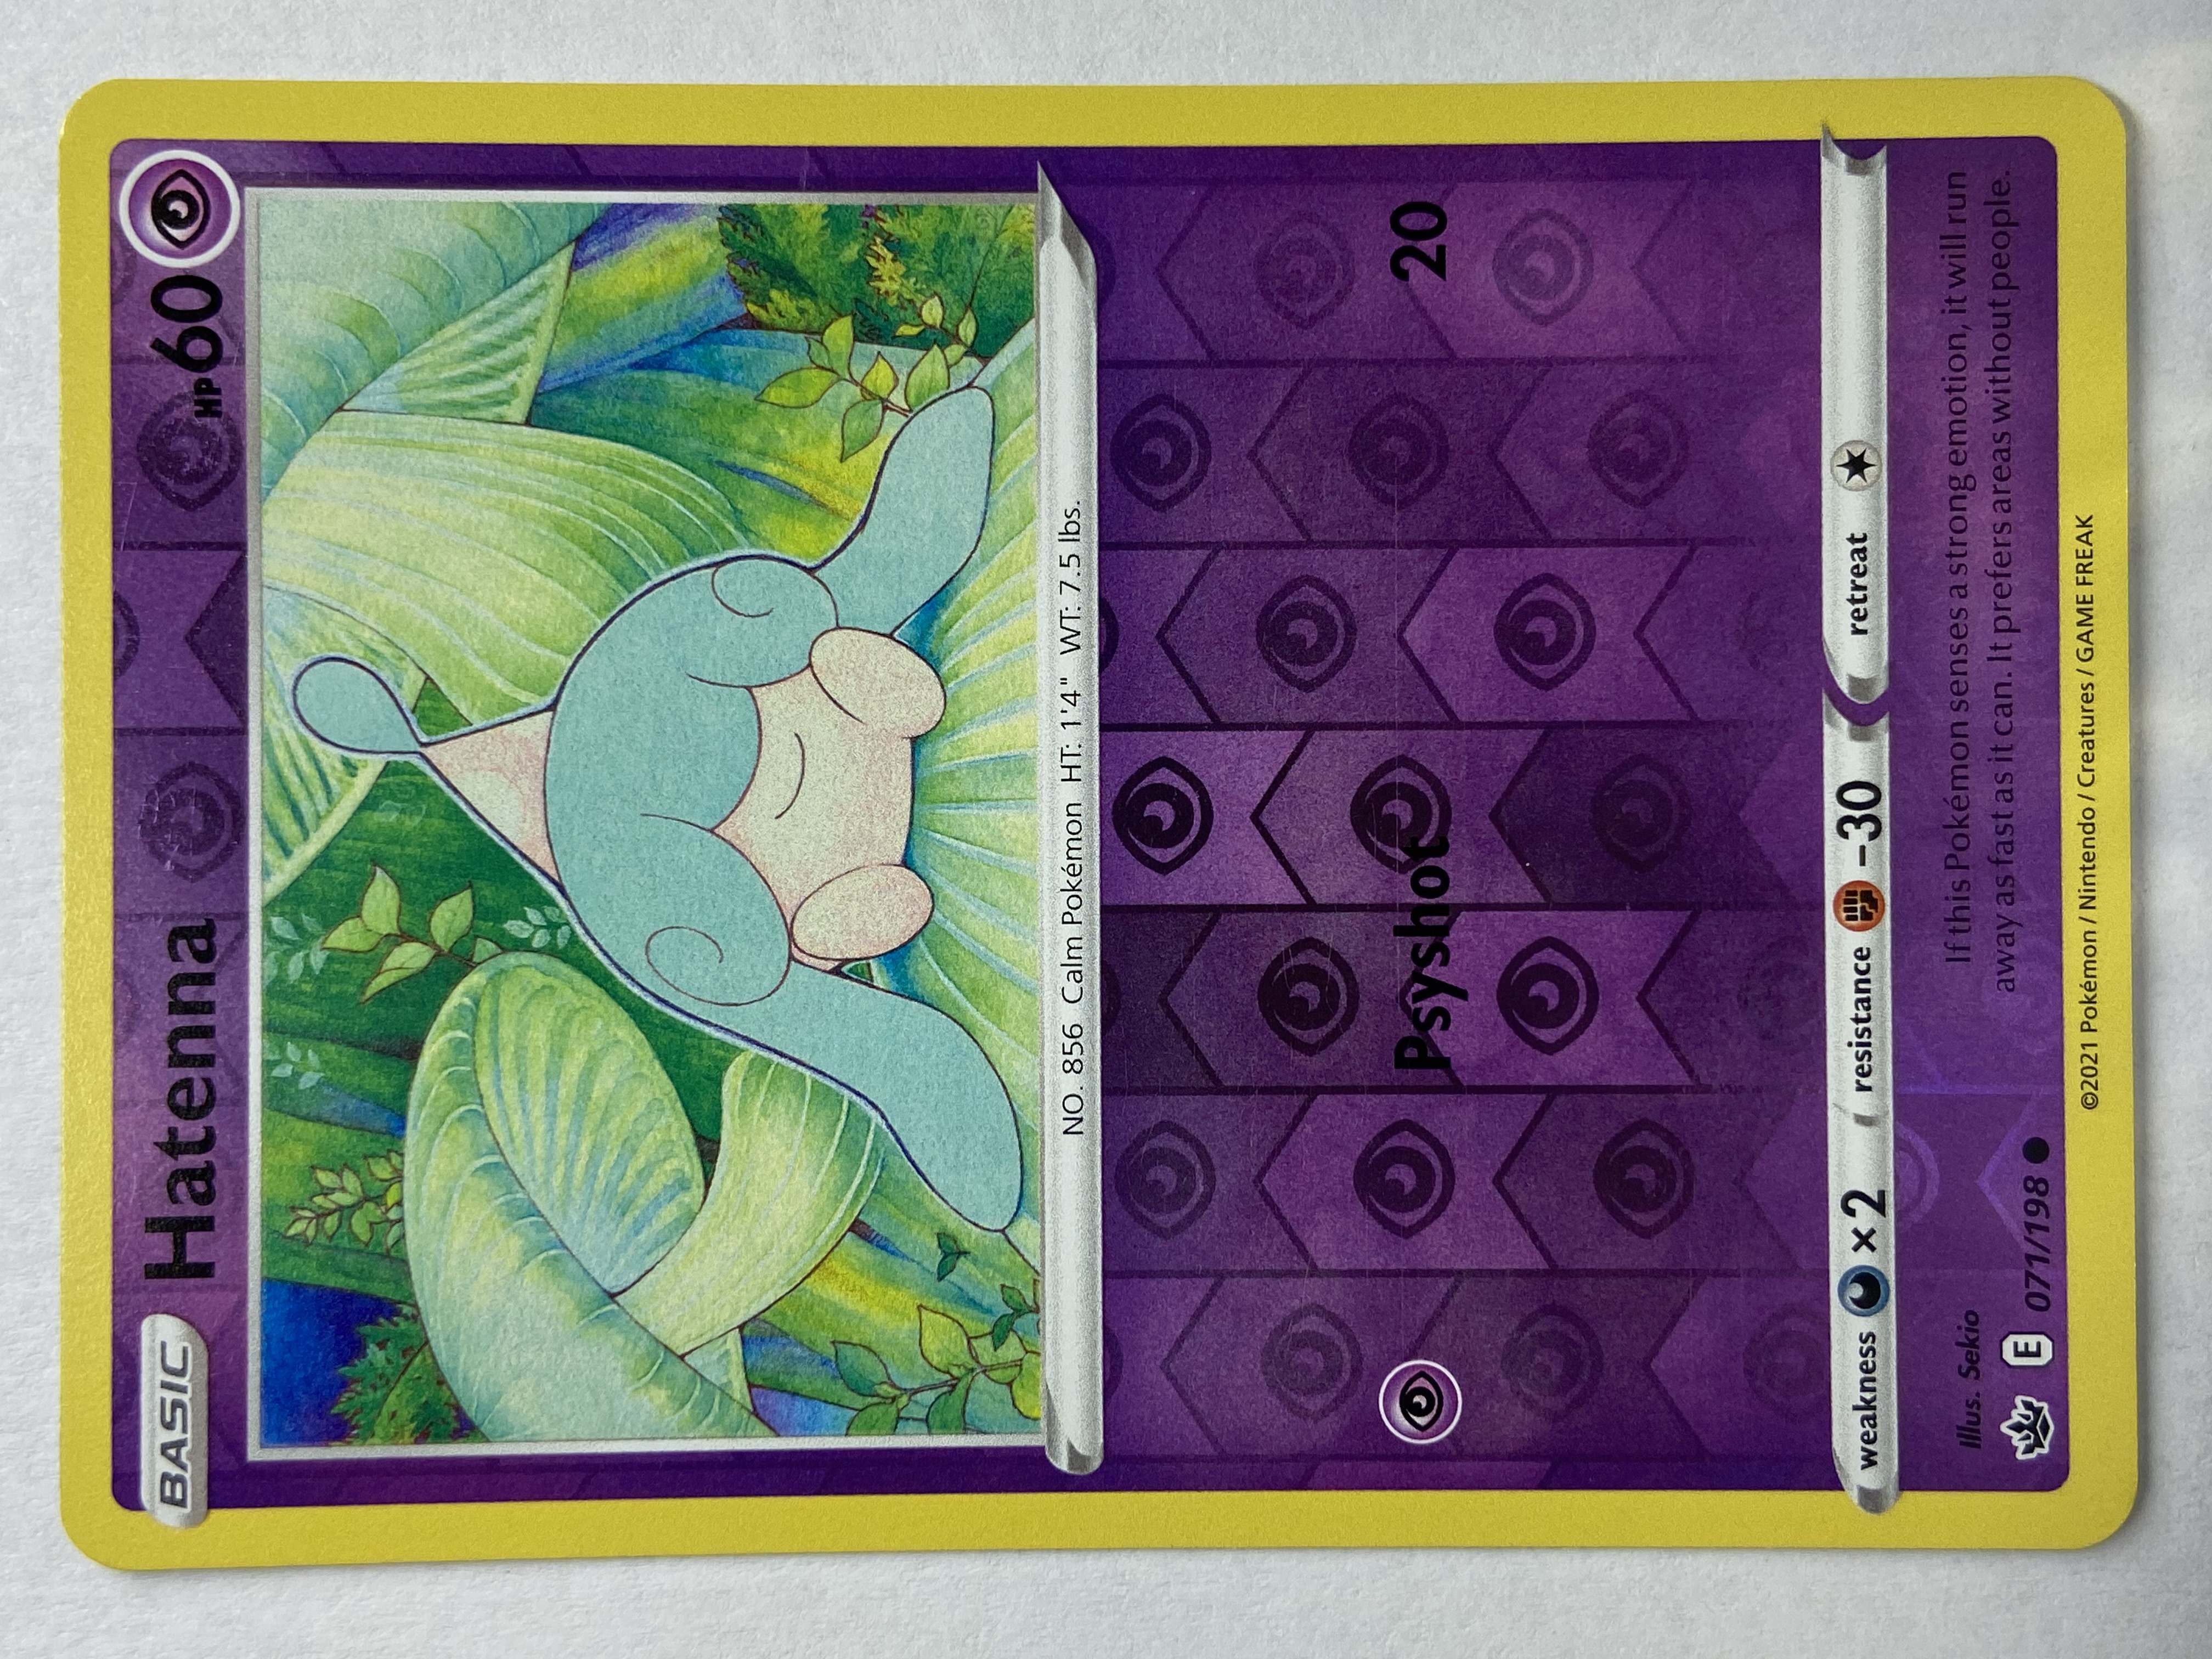 BASIC Hatenna HP 60
NO. 856 Calm Pokémon HT: 1'4" WT: 7.5 lbs.
Psyshot 20
weakness ×2 resistance -30 retreat
Illus. Sekio
If this Pokémon senses a strong emotion, it will run
away as fast as it can. It prefers areas without people.
E 071/198
©2021 Pokémon / Nintendo / Creatures / GAME FREAK